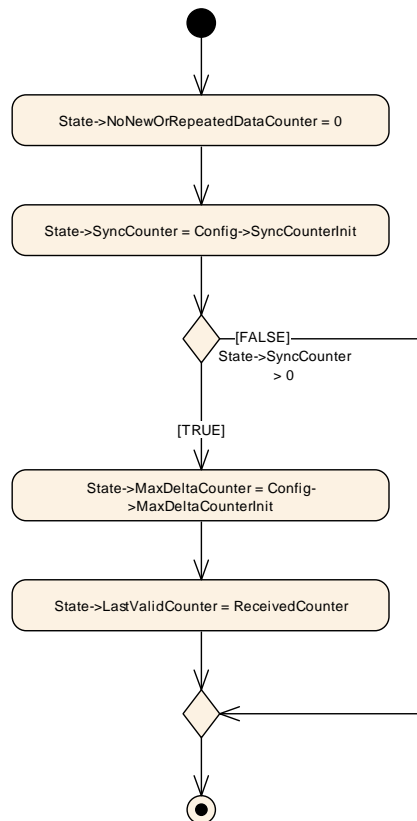 State->NoNewOrRepeatedDataCounter = 0
State->SyncCounter = Config->SyncCounterInit
[FALSE]
State->SyncCounter
> 0
[TRUE]
State->MaxDeltaCounter = Config-
>MaxDeltaCounterInit
State->LastValidCounter = ReceivedCounter